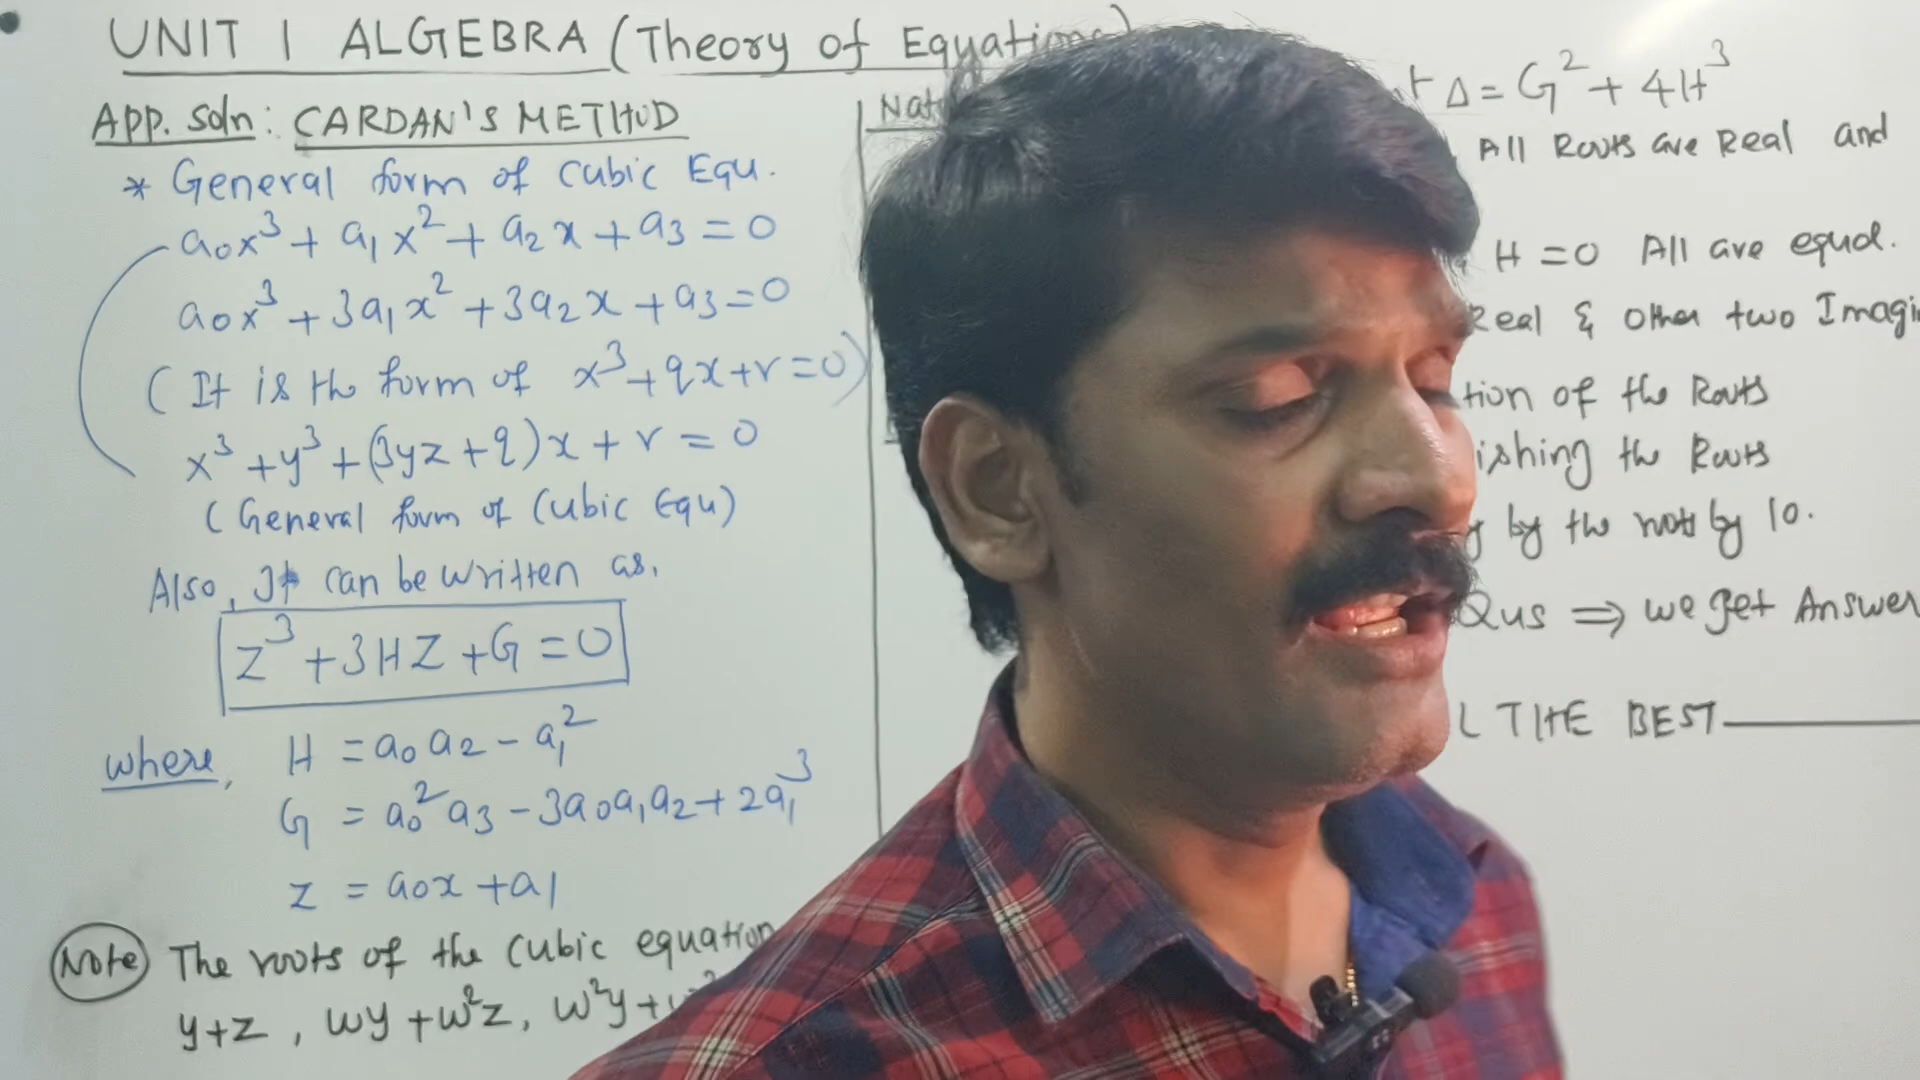 UNIT 1 ALGEBRA (Theory of Equations)
APP. Soln: CARDAN'S METHOD
* General form of cubic Equ.
a₀x³ + a₁x² + a₂x + a₃ = 0
a₀x³ + 3a₁x² + 3a₂x + a₃ = 0
( It is the form of x³ + qx + r = 0)
x³ + y³ + (3yz + q)x + r = 0
( General form of Cubic Equ)
Also, It can be written as,
z³ + 3Hz + G = 0
where, H = a₀a₂ - a₁²
G = a₀²a₃ - 3a₀a₁a₂ + 2a₁³
z = a₀x + a₁
Note The roots of the cubic equation
y+z, wy+w²z, w²y+
Δ = G² + 4H³
All Roots are Real and
H = 0 All are equal.
Real & other two Imagi
tion of the Roots
ishing the Roots
by the roots by 10.
Qus ⇒ we get Answer
L THE BEST